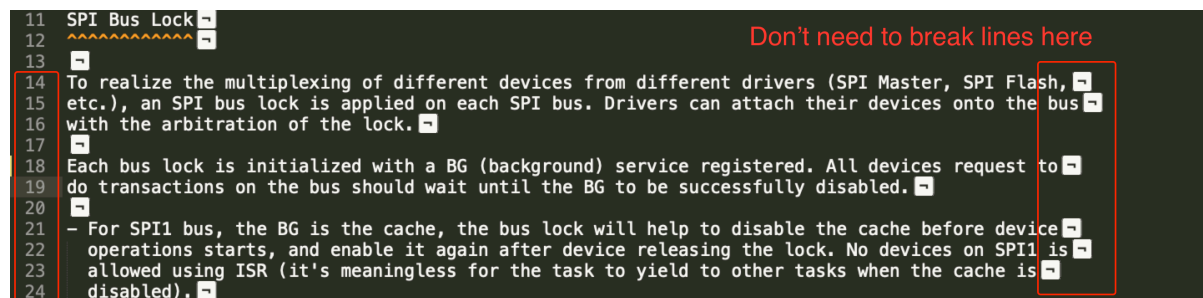 11 SPI Bus Lock¬
12 ^^^^^^^^^^^^¬
Don't need to break lines here
13 ¬
14 To realize the multiplexing of different devices from different drivers (SPI Master, SPI Flash,¬
15 etc.), an SPI bus lock is applied on each SPI bus. Drivers can attach their devices onto the bus¬
16 with the arbitration of the lock.¬
17 ¬
18 Each bus lock is initialized with a BG (background) service registered. All devices request to¬
19 do transactions on the bus should wait until the BG to be successfully disabled.¬
20 ¬
21 - For SPI1 bus, the BG is the cache, the bus lock will help to disable the cache before device¬
22 operations starts, and enable it again after device releasing the lock. No devices on SPI1 is¬
23 allowed using ISR (it's meaningless for the task to yield to other tasks when the cache is¬
24 disabled).¬